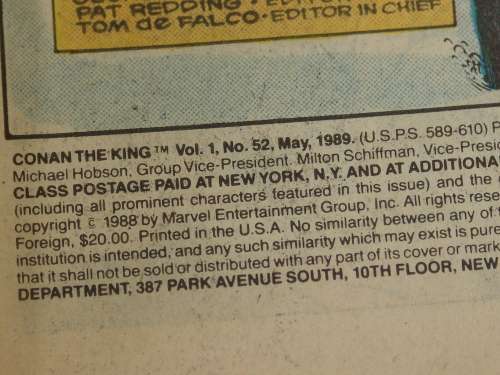 PAT REDDING · EDITOR
TOM de FALCO · EDITOR IN CHIEF
CONAN THE KING™ Vol. 1, No. 52, May, 1989. (U.S.P.S. 589-610) P
Michael Hobson, Group Vice-President. Milton Schiffman, Vice-Presi
CLASS POSTAGE PAID AT NEW YORK, N.Y. AND AT ADDITIONA
(including all prominent characters featured in this issue) and the
copyright © 1988 by Marvel Entertainment Group, Inc. All rights rese
Foreign, $20.00. Printed in the U.S.A. No similarity between any of
institution is intended, and any such similarity which may exist is pure
that it shall not be sold or distributed with any part of its cover or mark
DEPARTMENT, 387 PARK AVENUE SOUTH, 10TH FLOOR, NEW